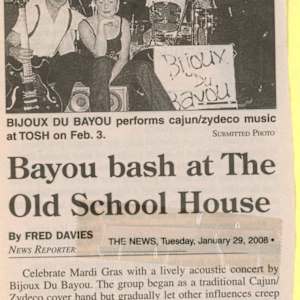 Bijoux
Du
Bayou
BIJOUX DU BAYOU performs cajun/zydeco music
at TOSH on Feb. 3.
SUBMITTED PHOTO
Bayou bash at The
Old School House
By FRED DAVIES
NEWS REPORTER
THE NEWS, Tuesday, January 29, 2008 •
Celebrate Mardi Gras with a lively acoustic concert by
Bijoux Du Bayou. The group began as a traditional Cajun/
Zydeco cover band but gradually let other influences creep